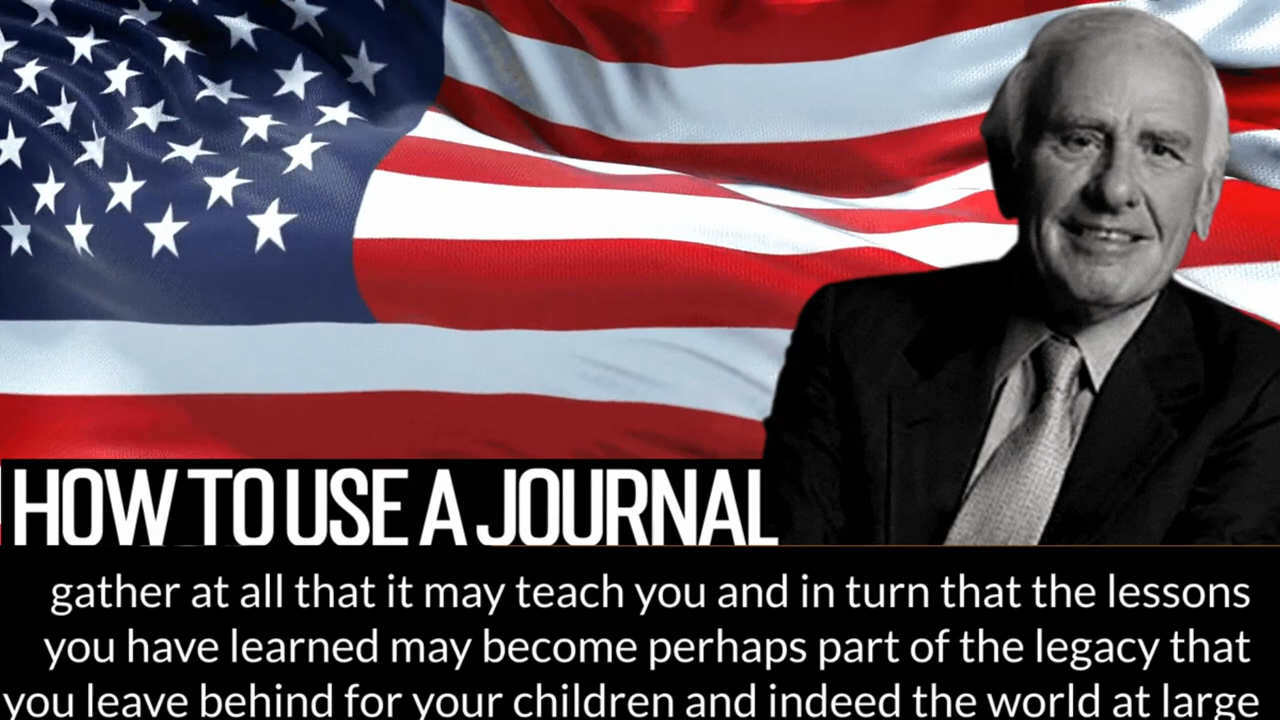 HOW TO USE A JOURNAL
gather at all that it may teach you and in turn that the lessons
you have learned may become perhaps part of the legacy that
you leave behind for your children and indeed the world at large